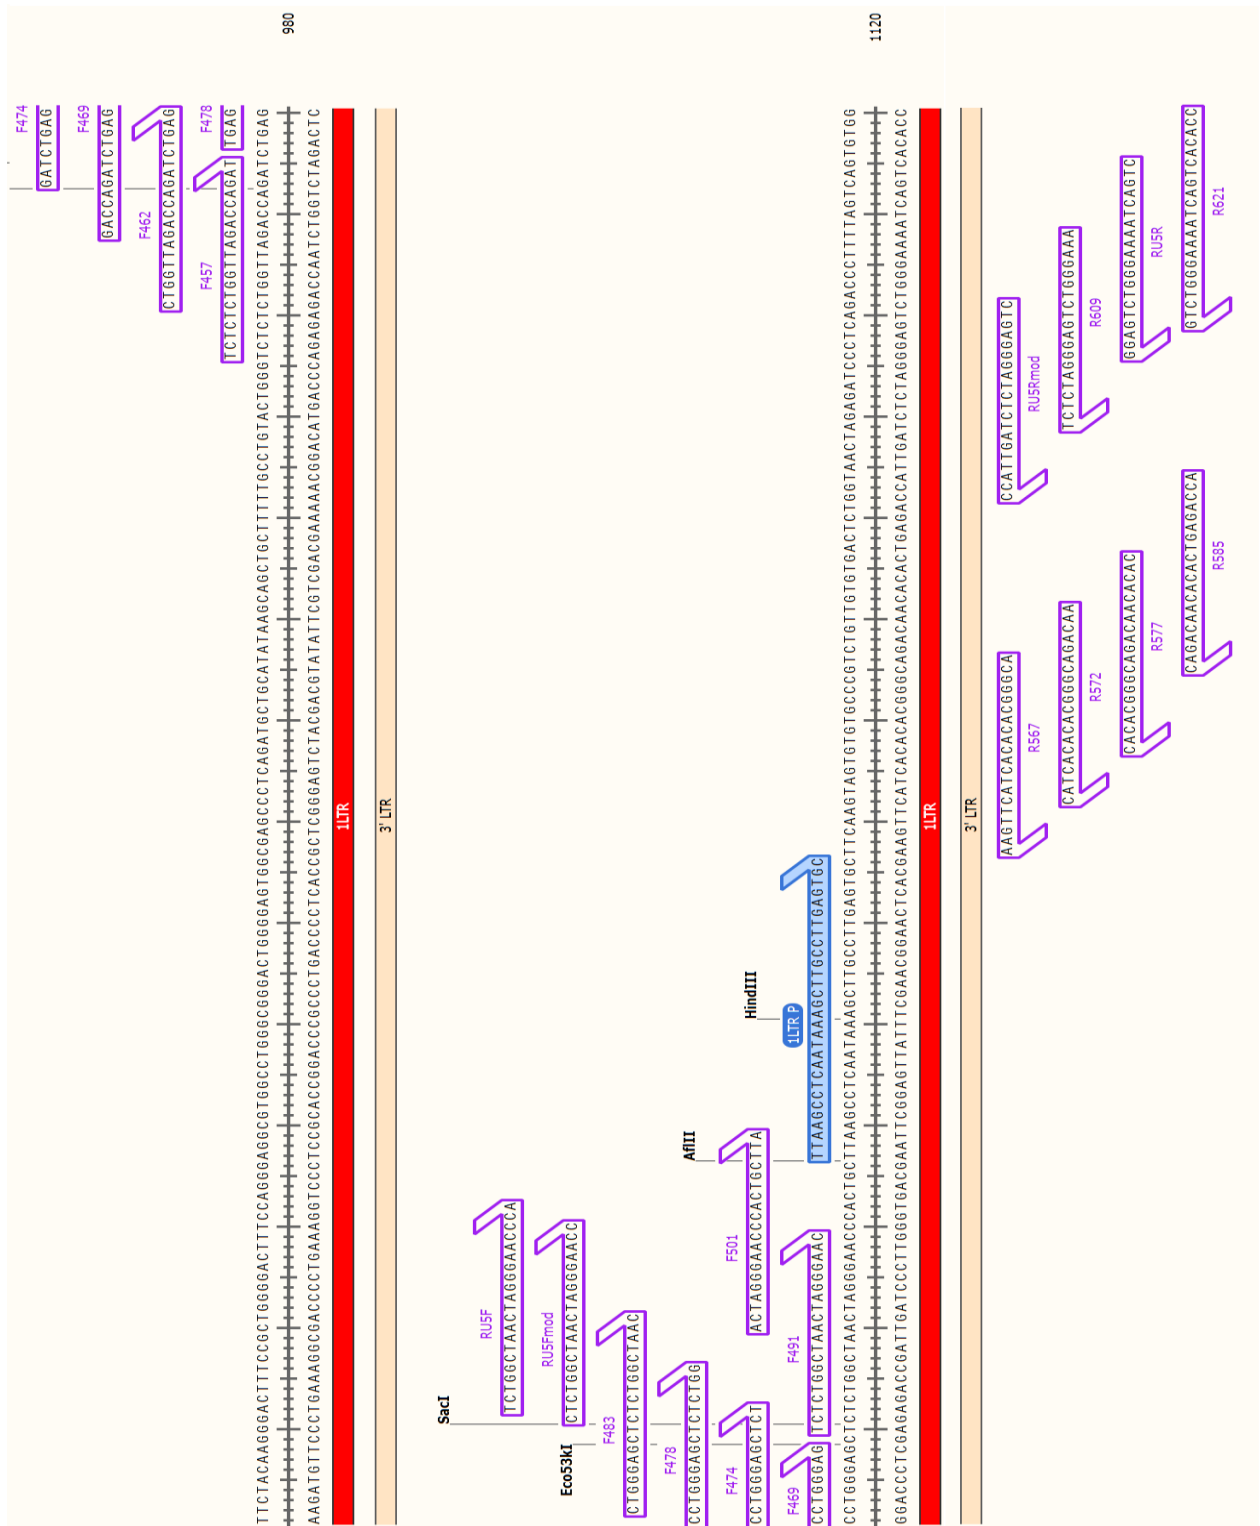 F474
GATCTGAG
F469
GACCAGATCTGAG
F462
CTGGTTAGACCAGATCTGAG
F457 F478
TCTCTCTGGTTAGACCAGAT TGAG
TTCTACAAGGGACTTTCCGCTGGGGACTTTCCAGGGAGGCGTGGCCTGGGCGGGACTGGGGAGTGGCGAGCCCTCAGATGCTGCATATAAGCAGCTGCTTTTTGCCTGTACTGGGTCTCTCTGGTTAGACCAGATCTGAG
980
AAGATGTTCCCTGAAAGGCGACCCCTGAAAGGTCCCTCCGCACCGGACCCGCCCTGACCCCTCACCGCTCGGGAGTCTACGACGTATATTCGTCGACGAAAAACGGACATGACCCAGAGAGACCAATCTGGTCTAGACTC
1LTR
3' LTR
SacI
RU5F
TCTGGCTAACTAGGGAACCCA
RU5Fmod
Eco53kI
CTCTGGCTAACTAGGGAACC
F483
CTGGGAGCTCTCTGGCTAAC
F478
CCTGGGAGCTCTCTGG
AflII
F474 F501
CCTGGGAGCTCT ACTAGGGAACCCACTGCTTA
HindIII
F469 F491 1LTR P
CCTGGGAG TCTCTGGCTAACTAGGGAAC TTAAGCCTCAATAAAGCTTGCCTTGAGTGC
CCTGGGAGCTCTCTGGCTAACTAGGGAACCCACTGCTTAAGCCTCAATAAAGCTTGCCTTGAGTGCTTCAAGTAGTGTGTGCCCGTCTGTTGTGTGACTCTGGTAACTAGAGATCCCTCAGACCCTTTTAGTCAGTGTGG
1120
GGACCCTCGAGAGACCGATTGATCCCTTGGGTGACGAATTCGGAGTTATTTCGAACGGAACTCACGAAGTTCATCACACACGGGCAGACAACACACTGAGACCATTGATCTCTAGGGAGTCTGGGAAAATCAGTCACACC
1LTR
3' LTR
AAGTTCATCACACACGGGCA CCATTGATCTCTAGGGAGTC
R567 RU5Rmod
CATCACACACGGGCAGACAA TCTCTAGGGAGTCTGGGAAA
R572 R609
CACACGGGCAGACAACACAC GGAGTCTGGGAAAATCAGTC
R577 RU5R
CAGACAACACACTGAGACCA GTCTGGGAAAATCAGTCACACC
R585 R621